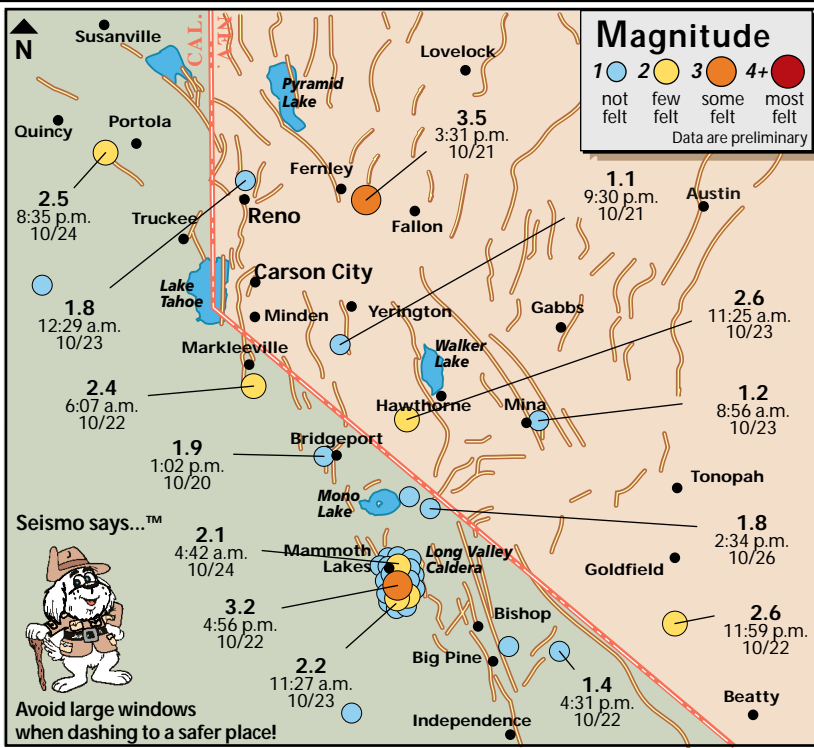 N
Susanville
CAL.
NEV.
Lovelock
Magnitude
1 2 3 4+
not felt
few felt
some felt
most felt
Data are preliminary
Pyramid
Lake
Quincy
Portola
3.5
3:31 p.m.
10/21
Fernley
1.1
9:30 p.m.
10/21
Austin
2.5
8:35 p.m.
10/24
Truckee
Reno
Fallon
Lake
Tahoe
Carson City
1.8
12:29 a.m.
10/23
Minden
Yerington
Gabbs
2.6
11:25 a.m.
10/23
Markleeville
Walker
Lake
2.4
6:07 a.m.
10/22
Hawthorne
Mina
1.2
8:56 a.m.
10/23
1.9
1:02 p.m.
10/20
Bridgeport
Tonopah
Mono
Lake
1.8
2:34 p.m.
10/26
Seismo says...™
2.1
4:42 a.m.
10/24
Mammoth
Lakes
Long Valley
Caldera
Goldfield
3.2
4:56 p.m.
10/22
Bishop
2.6
11:59 p.m.
10/22
2.2
11:27 a.m.
10/23
Big Pine
1.4
4:31 p.m.
10/22
Beatty
Independence
Avoid large windows
when dashing to a safer place!